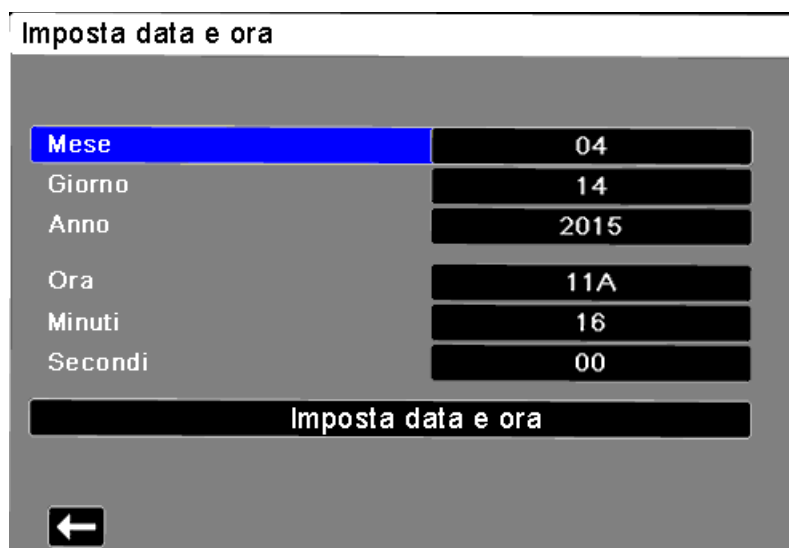 Imposta data e ora
Mese 04
Giorno 14
Anno 2015
Ora 11A
Minuti 16
Secondi 00
Imposta data e ora